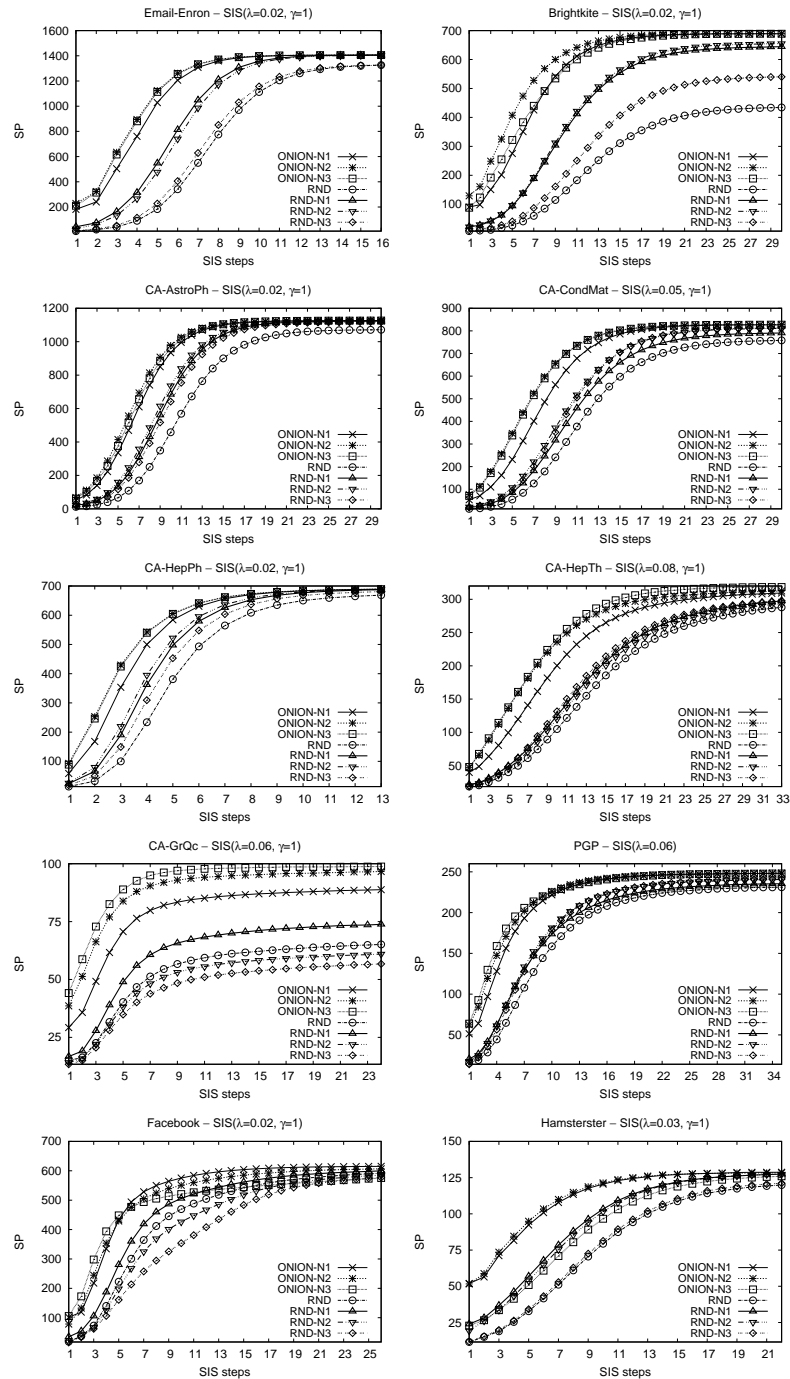 Email-Enron – SIS(λ=0.02, γ=1)
1600
1400
1200
1000
800
600
400
200
SP
ONION-N1
ONION-N2
ONION-N3
RND
RND-N1
RND-N2
RND-N3
1 2 3 4 5 6 7 8 9 10 11 12 13 14 15 16
SIS steps
Brightkite – SIS(λ=0.02, γ=1)
700
600
500
400
300
200
100
SP
ONION-N1
ONION-N2
ONION-N3
RND
RND-N1
RND-N2
RND-N3
1 3 5 7 9 11 13 15 17 19 21 23 25 27 29
SIS steps
CA-AstroPh – SIS(λ=0.02, γ=1)
1200
1000
800
600
400
200
0
SP
ONION-N1
ONION-N2
ONION-N3
RND
RND-N1
RND-N2
RND-N3
1 3 5 7 9 11 13 15 17 19 21 23 25 27 29
SIS steps
CA-CondMat – SIS(λ=0.05, γ=1)
900
800
700
600
500
400
300
200
100
SP
ONION-N1
ONION-N2
ONION-N3
RND
RND-N1
RND-N2
RND-N3
1 3 5 7 9 11 13 15 17 19 21 23 25 27 29
SIS steps
CA-HepPh – SIS(λ=0.02, γ=1)
700
600
500
400
300
200
100
SP
ONION-N1
ONION-N2
ONION-N3
RND
RND-N1
RND-N2
RND-N3
1 2 3 4 5 6 7 8 9 10 11 12 13
SIS steps
CA-HepTh – SIS(λ=0.08, γ=1)
300
250
200
150
100
50
SP
ONION-N1
ONION-N2
ONION-N3
RND
RND-N1
RND-N2
RND-N3
1 3 5 7 9 11 13 15 17 19 21 23 25 27 29 31 33
SIS steps
CA-GrQc – SIS(λ=0.06, γ=1)
100
75
50
25
SP
ONION-N1
ONION-N2
ONION-N3
RND
RND-N1
RND-N2
RND-N3
1 3 5 7 9 11 13 15 17 19 21 23
SIS steps
PGP – SIS(λ=0.06)
250
200
150
100
50
SP
ONION-N1
ONION-N2
ONION-N3
RND
RND-N1
RND-N2
RND-N3
1 4 7 10 13 16 19 22 25 28 31 34
SIS steps
Facebook – SIS(λ=0.02, γ=1)
700
600
500
400
300
200
100
SP
ONION-N1
ONION-N2
ONION-N3
RND
RND-N1
RND-N2
RND-N3
1 3 5 7 9 11 13 15 17 19 21 23 25
SIS steps
Hamsterster – SIS(λ=0.03, γ=1)
150
125
100
75
50
25
SP
ONION-N1
ONION-N2
ONION-N3
RND
RND-N1
RND-N2
RND-N3
1 3 5 7 9 11 13 15 17 19 21
SIS steps